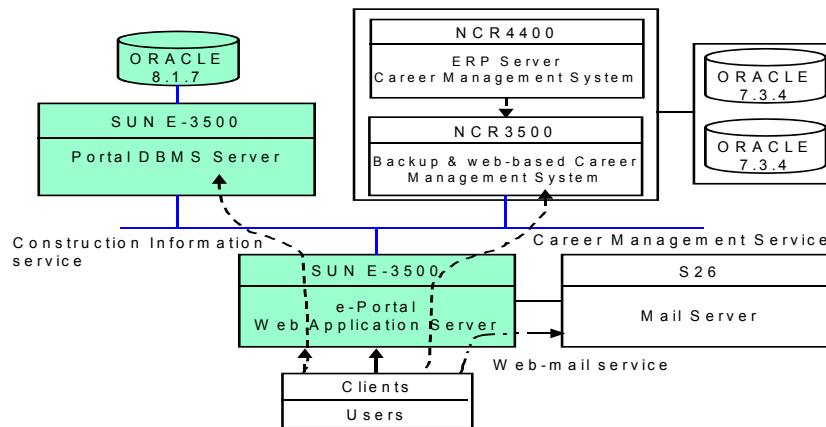 ORACLE
8.1.7
SUN E-3500
Portal DBMS Server
NCR4400
ERP Server
Career Management System
NCR3500
Backup & web-based Career
Management System
ORACLE
7.3.4
ORACLE
7.3.4
Construction Information
service
Career Management Service
SUN E-3500
e-Portal
Web Application Server
S26
Mail Server
Web-mail service
Clients
Users